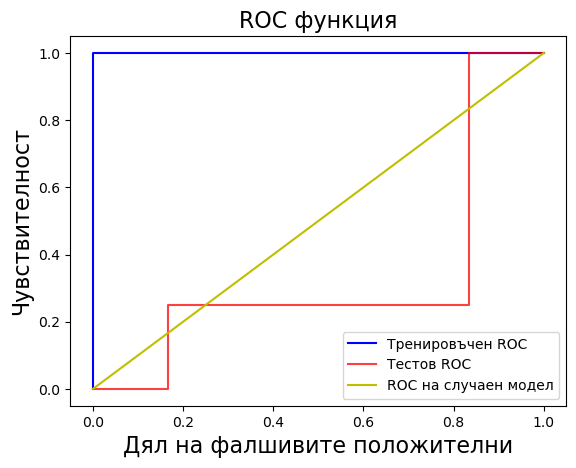 ROC функция
Чувствителност
1.0
0.8
0.6
0.4
0.2
0.0
Тренировъчен ROC
Тестов ROC
ROC на случаен модел
0.0 0.2 0.4 0.6 0.8 1.0
Дял на фалшивите положителни